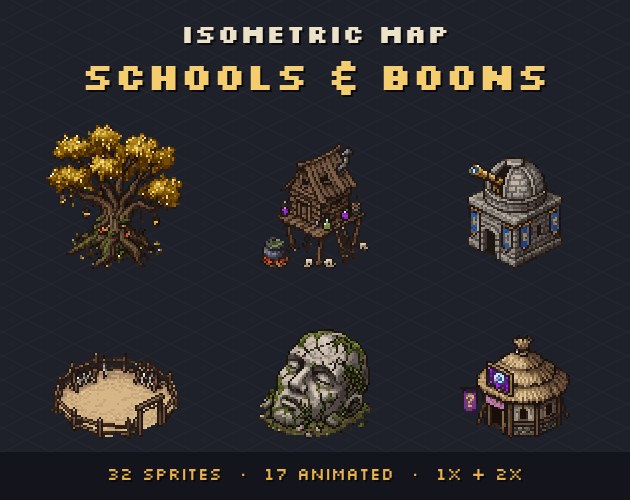 ISOMETRIC MAP
SCHOOLS & BOONS
?
32 SPRITES · 17 ANIMATED · 1X + 2X